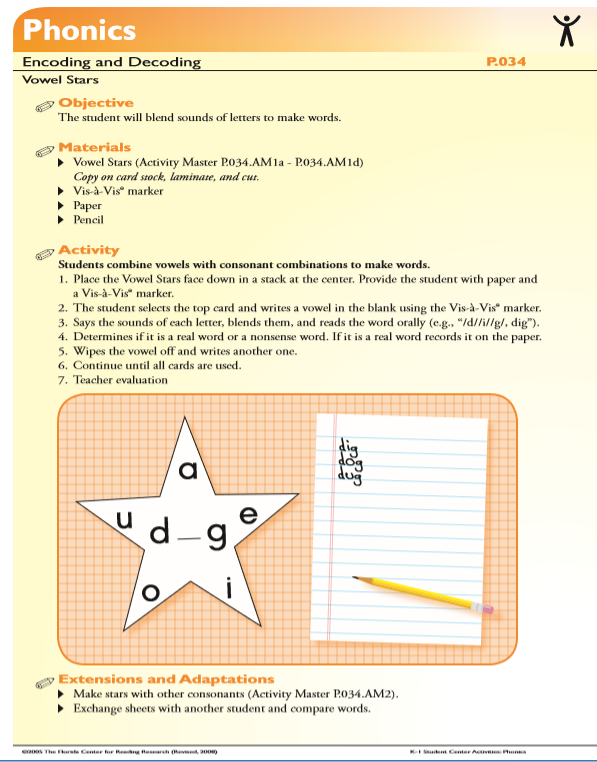 Phonics
Encoding and Decoding P.034
Vowel Stars
Objective
The student will blend sounds of letters to make words.
Materials
Vowel Stars (Activity Master P.034.AM1a - P.034.AM1d)
Copy on card stock, laminate, and cut.
Vis-à-Vis® marker
Paper
Pencil
Activity
Students combine vowels with consonant combinations to make words.
1. Place the Vowel Stars face down in a stack at the center. Provide the student with paper and
a Vis-à-Vis® marker.
2. The student selects the top card and writes a vowel in the blank using the Vis-à-Vis® marker.
3. Says the sounds of each letter, blends them, and reads the word orally (e.g., “/d//i//g/, dig”).
4. Determines if it is a real word or a nonsense word. If it is a real word records it on the paper.
5. Wipes the vowel off and writes another one.
6. Continue until all cards are used.
7. Teacher evaluation
a
u
e
d_g
o
i
dig
dog
dug
Extensions and Adaptations
Make stars with other consonants (Activity Master P.034.AM2).
Exchange sheets with another student and compare words.
©2005 The Florida Center for Reading Research (Revised, 2008) K-1 Student Center Activities: Phonics